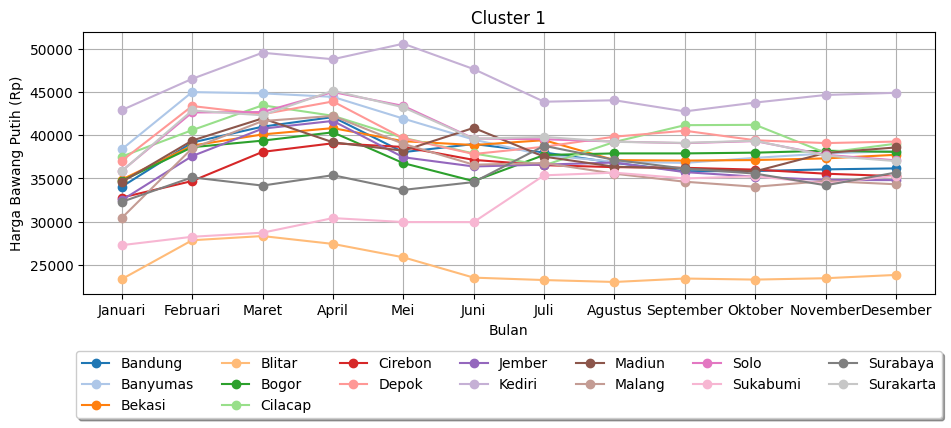 Cluster 1
50000
45000
40000
35000
30000
25000
Harga Bawang Putih (Rp)
Januari Februari Maret April Mei Juni Juli Agustus September Oktober November Desember
Bulan
Bandung Blitar Cirebon Jember Madiun Solo Surabaya
Banyumas Bogor Depok Kediri Malang Sukabumi Surakarta
Bekasi Cilacap